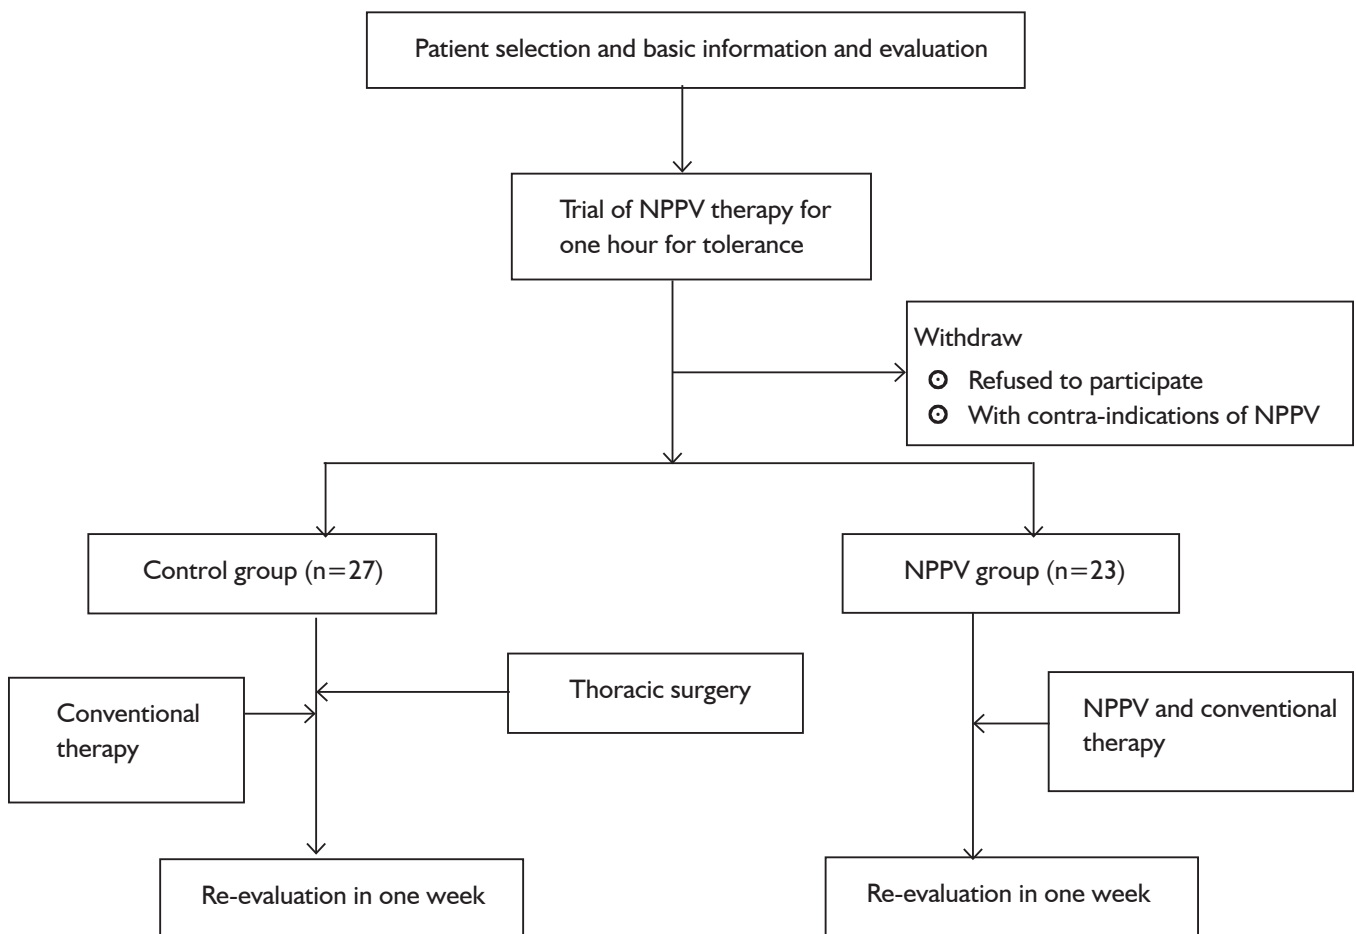 Patient selection and basic information and evaluation
Trial of NPPV therapy for
one hour for tolerance
Withdraw
⊙ Refused to participate
⊙ With contra-indications of NPPV
Control group (n=27)
NPPV group (n=23)
Conventional
therapy
Thoracic surgery
NPPV and conventional
therapy
Re-evaluation in one week
Re-evaluation in one week